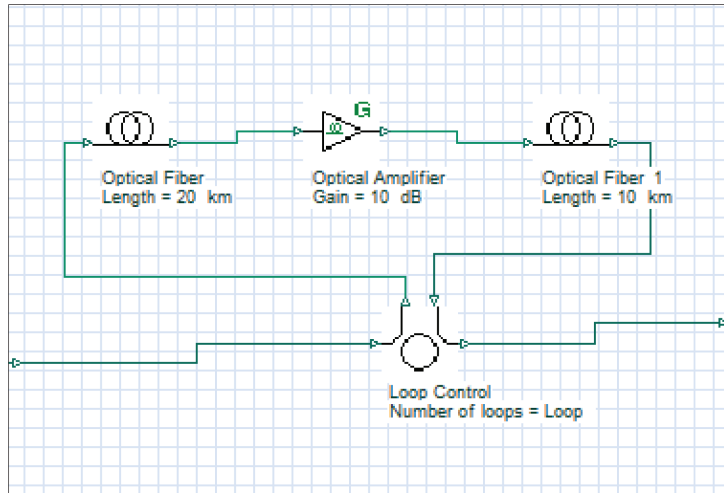 G
Optical Fiber
Length = 20 km
Optical Amplifier
Gain = 10 dB
Optical Fiber 1
Length = 10 km
Loop Control
Number of loops = Loop